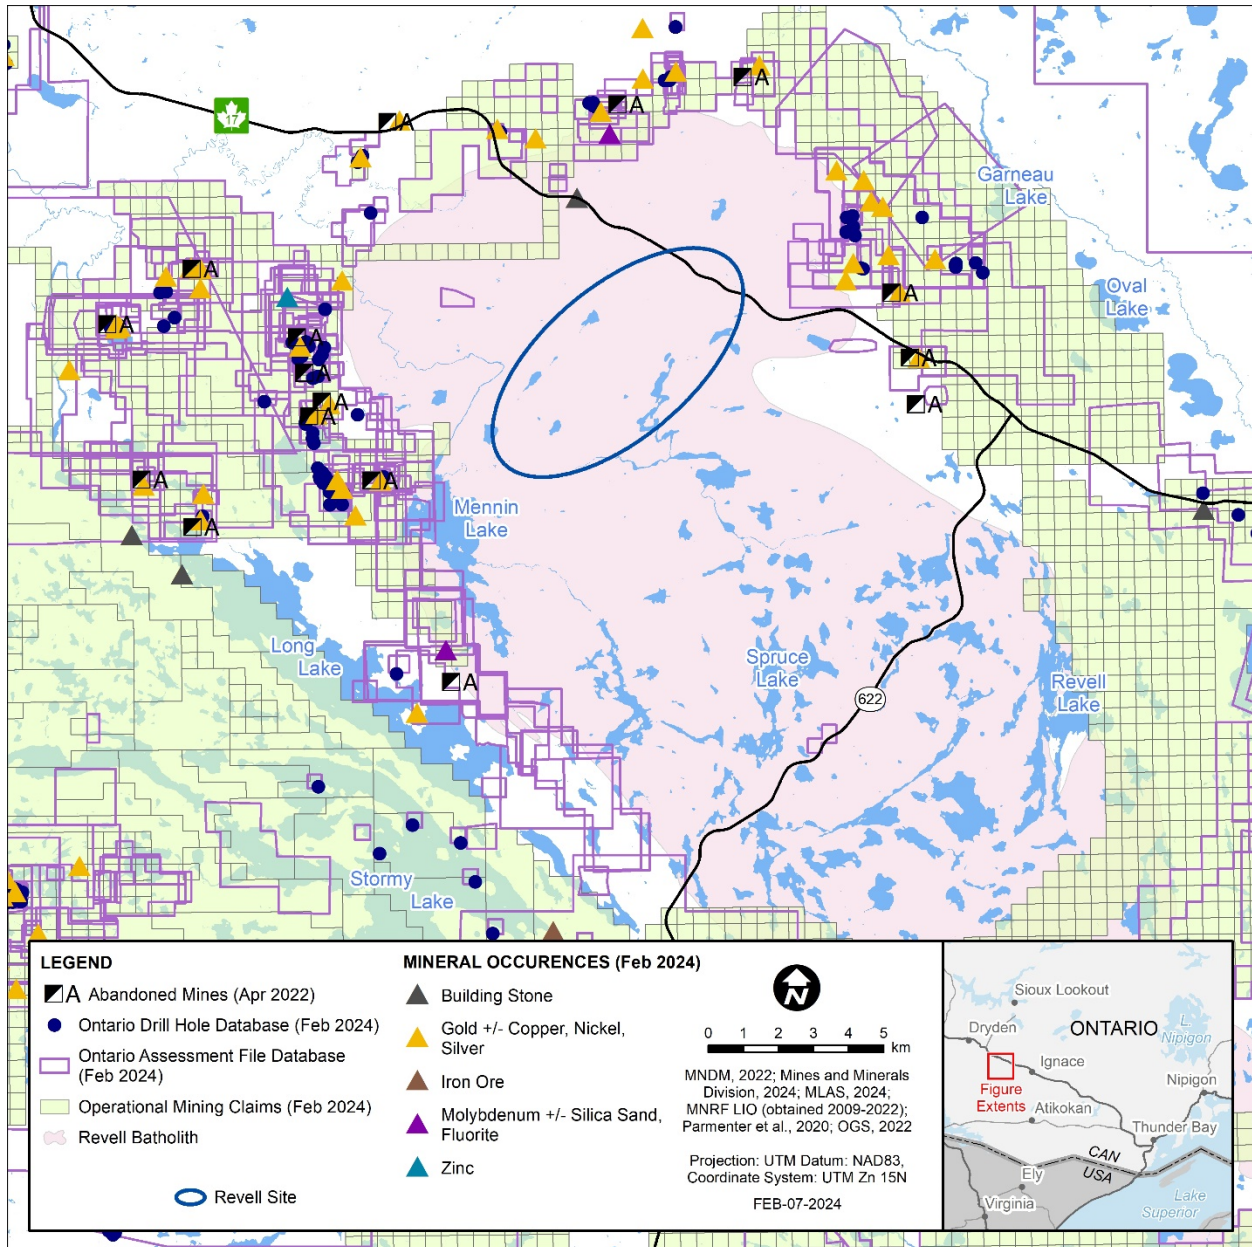 17
A
A
A
A
Garneau
Lake
A
Oval
Lake
A
A
A
A
A
A
A
A
A
A
Mennin
Lake
Long
Lake
A
Spruce
Lake
Revell
Lake
622
Stormy
Lake
LEGEND
A Abandoned Mines (Apr 2022)
Ontario Drill Hole Database (Feb 2024)
Ontario Assessment File Database
(Feb 2024)
Operational Mining Claims (Feb 2024)
Revell Batholith
Revell Site
MINERAL OCCURENCES (Feb 2024)
Building Stone
Gold +/- Copper, Nickel,
Silver
Iron Ore
Molybdenum +/- Silica Sand,
Fluorite
Zinc
N
0 1 2 3 4 5
km
MNDM, 2022; Mines and Minerals
Division, 2024; MLAS, 2024;
MNRF LIO (obtained 2009-2022);
Parmenter et al., 2020; OGS, 2022
Projection: UTM Datum: NAD83,
Coordinate System: UTM Zn 15N
FEB-07-2024
Sioux Lookout
Dryden
ONTARIO
L.
Nipigon
Ignace
Figure
Extents
Nipigon
Atikokan
Thunder Bay
CAN
USA
Ely
Virginia
Lake
Superior